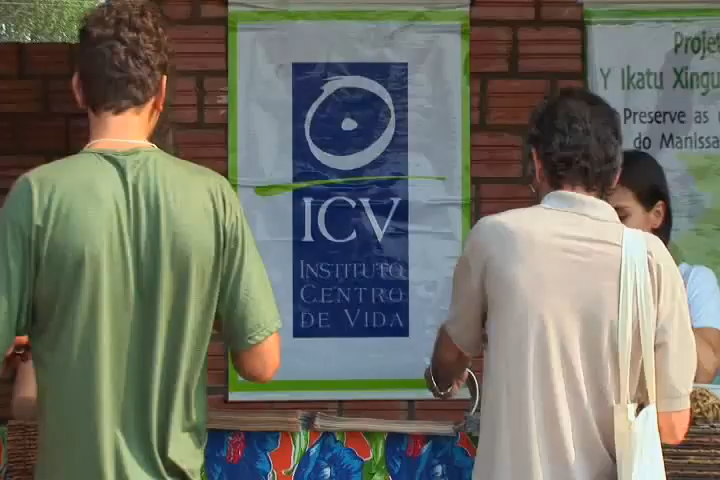 ICV
INSTITUTO
CENTRO
DE VIDA
Projet
Y Ikatu Xingu
Preserve as
do Manissa